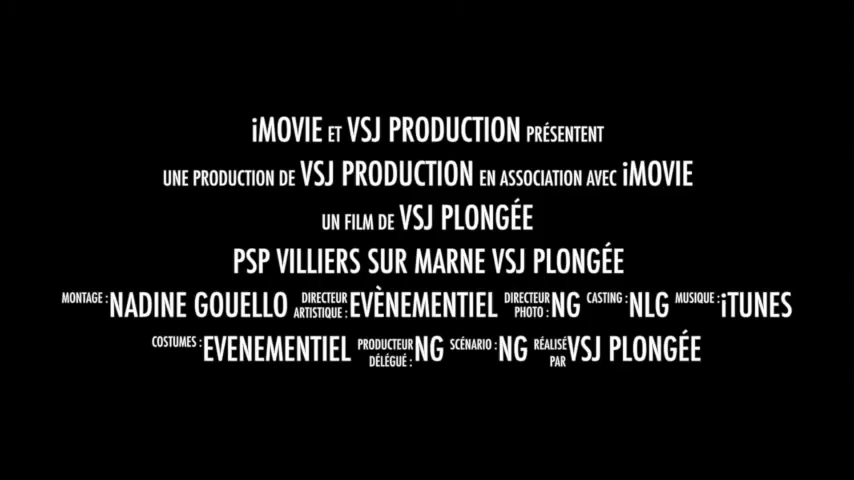 iMOVIE ET VSJ PRODUCTION PRÉSENTENT
UNE PRODUCTION DE VSJ PRODUCTION EN ASSOCIATION AVEC iMOVIE
UN FILM DE VSJ PLONGÉE
PSP VILLIERS SUR MARNE VSJ PLONGÉE
MONTAGE : NADINE GOUELLO DIRECTEUR ARTISTIQUE : EVÈNEMENTIEL DIRECTEUR PHOTO : NG CASTING : NLG MUSIQUE : iTUNES
COSTUMES : EVENEMENTIEL PRODUCTEUR DÉLÉGUÉ : NG SCÉNARIO : NG RÉALISÉ PAR VSJ PLONGÉE